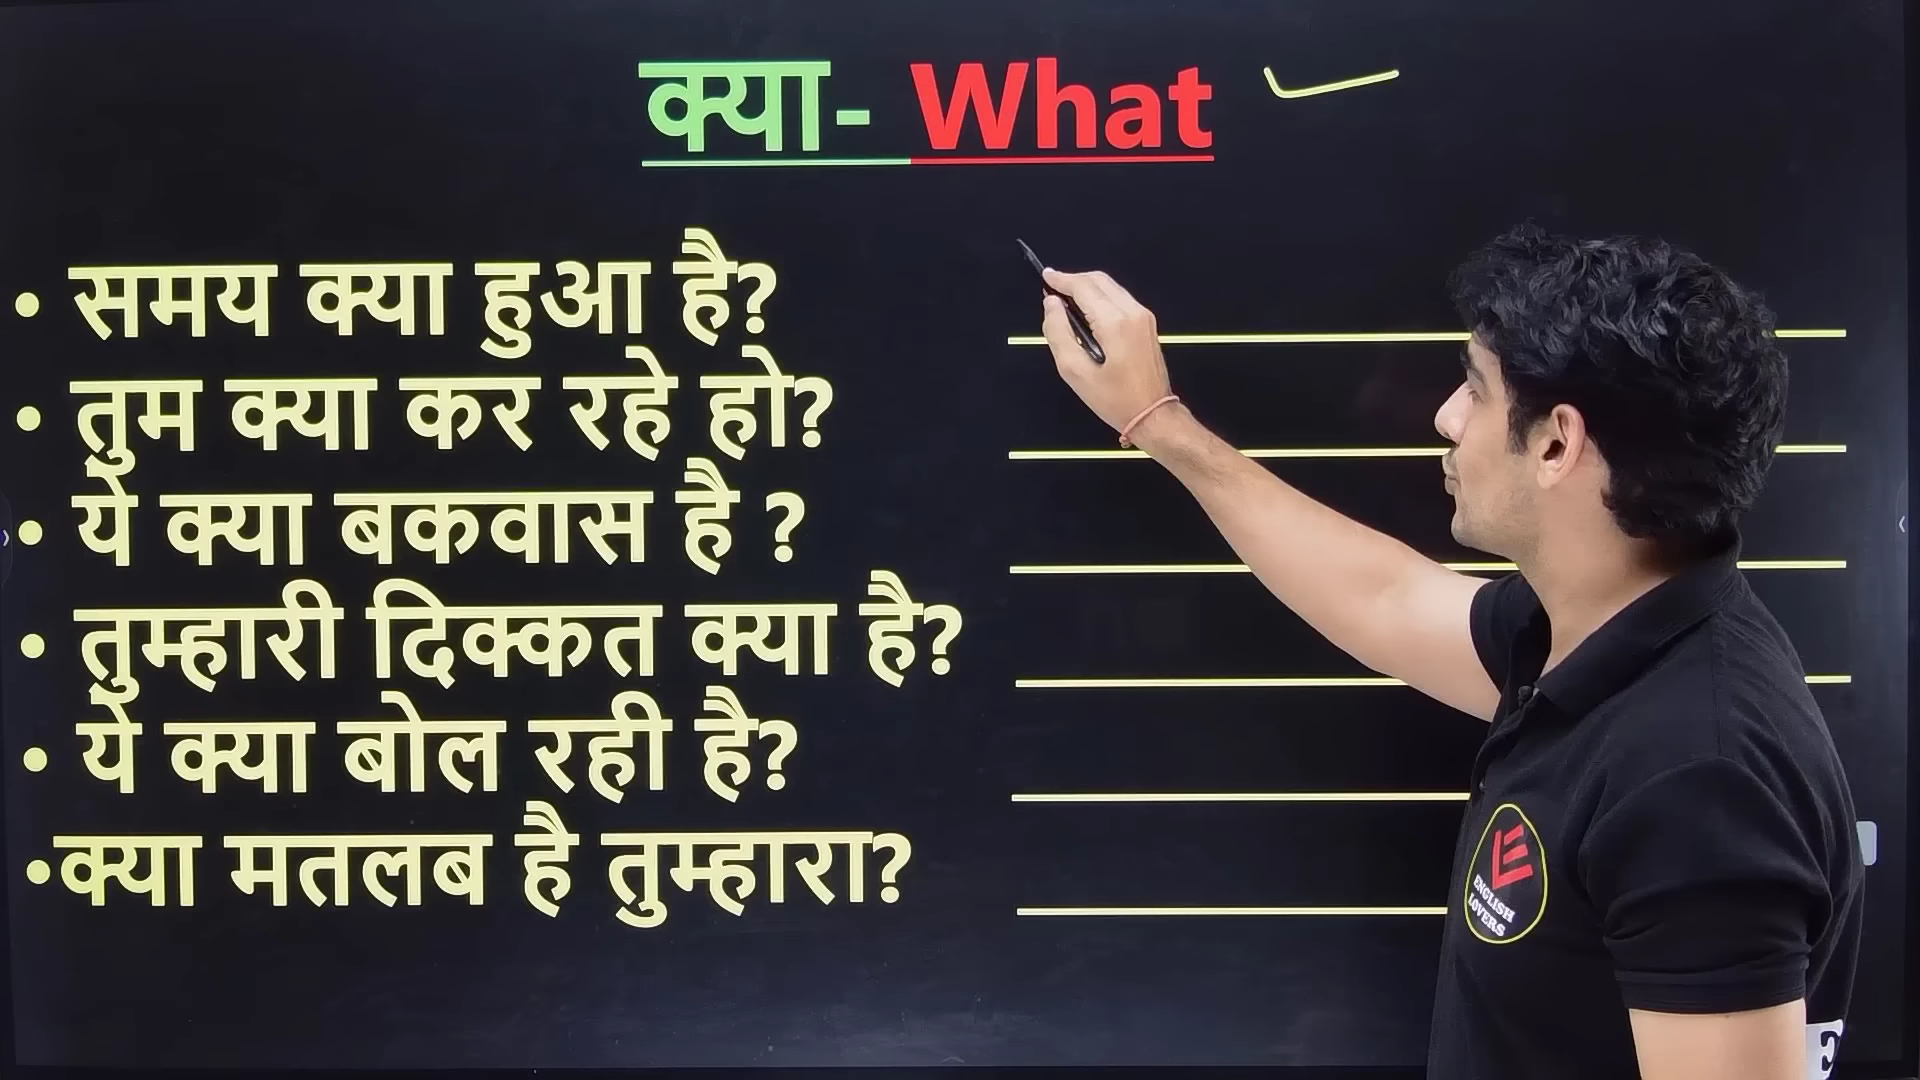 क्या- What
• समय क्या हुआ है?
• तुम क्या कर रहे हो?
• ये क्या बकवास है ?
• तुम्हारी दिक्कत क्या है?
• ये क्या बोल रही है?
•क्या मतलब है तुम्हारा?
ENGLISH
LOVERS